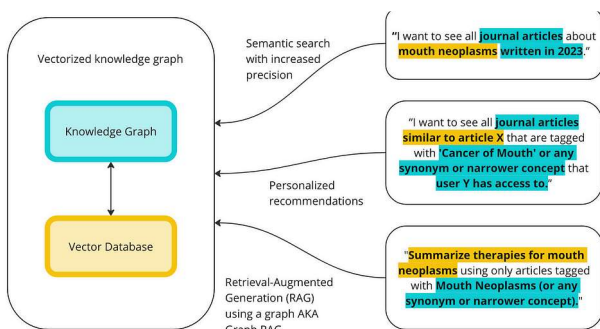 Vectorized knowledge graph
Knowledge Graph
Vector Database
Semantic search
with increased
precision
Personalized
recommendations
Retrieval-Augmented
Generation (RAG)
using a graph AKA
Graph RAG
“I want to see all journal articles about
mouth neoplasms written in 2023.”
“I want to see all journal articles
similar to article X that are tagged
with 'Cancer of Mouth' or any
synonym or narrower concept that
user Y has access to.”
"Summarize therapies for mouth
neoplasms using only articles tagged
with Mouth Neoplasms (or any
synonym or narrower concept)."